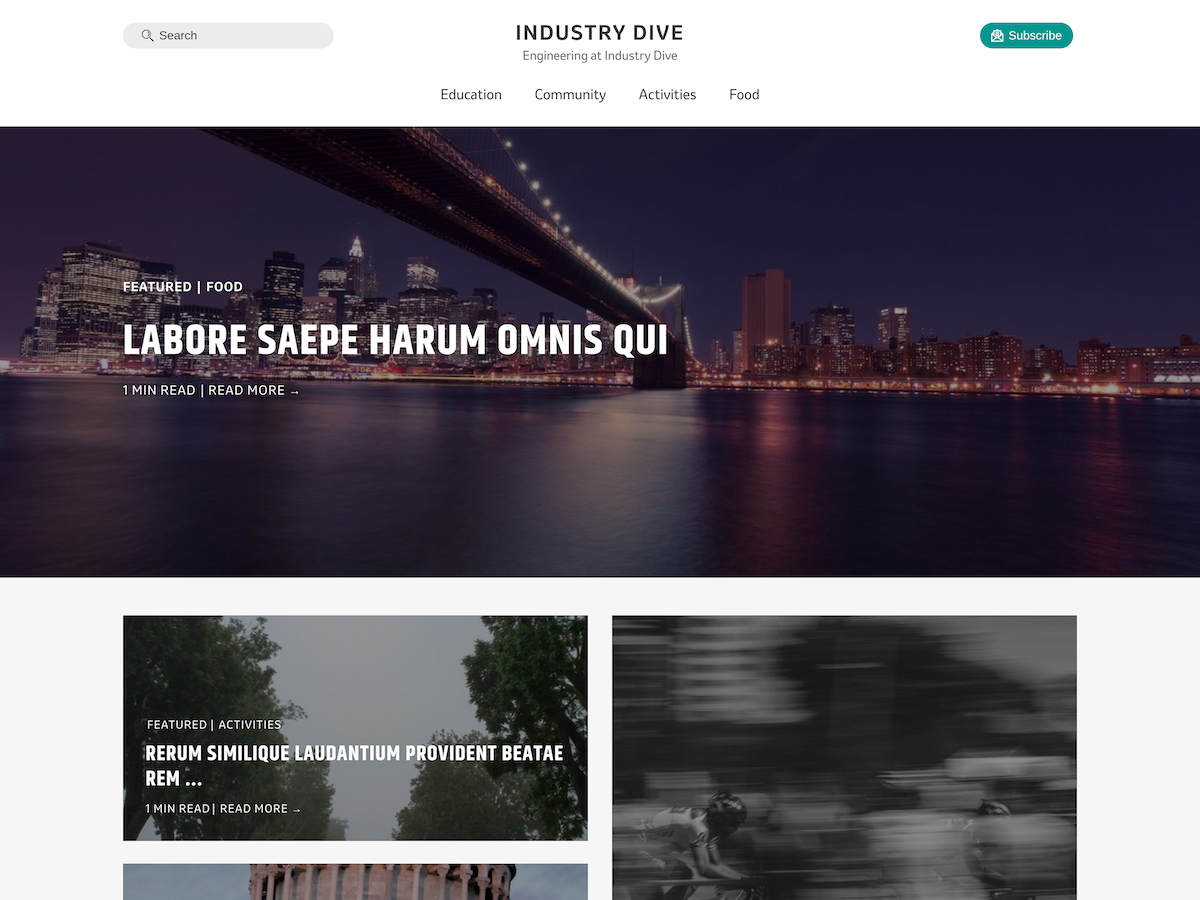 Search
INDUSTRY DIVE
Engineering at Industry Dive
Subscribe
Education Community Activities Food
FEATURED | FOOD
LABORE SAEPE HARUM OMNIS QUI
1 MIN READ | READ MORE →
FEATURED | ACTIVITIES
RERUM SIMILIQUE LAUDANTIUM PROVIDENT BEATAE
REM ...
1 MIN READ | READ MORE →